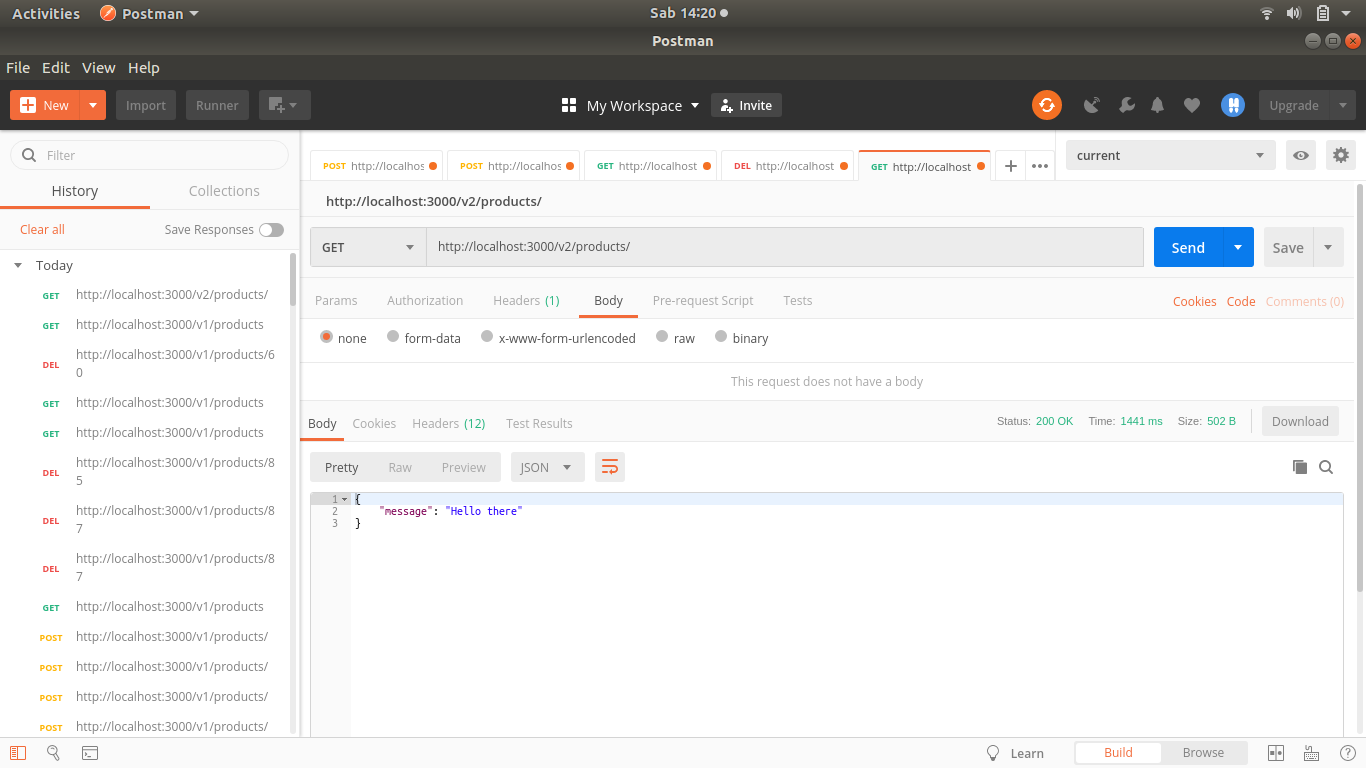 Activities Postman Sab 14:20
Postman
File Edit View Help
New Import Runner My Workspace Invite Upgrade
Filter
History Collections
Clear all Save Responses
Today
GET http://localhost:3000/v2/products/
GET http://localhost:3000/v1/products
DEL http://localhost:3000/v1/products/6
0
GET http://localhost:3000/v1/products
GET http://localhost:3000/v1/products
DEL http://localhost:3000/v1/products/8
5
DEL http://localhost:3000/v1/products/8
7
DEL http://localhost:3000/v1/products/8
7
GET http://localhost:3000/v1/products
POST http://localhost:3000/v1/products/
POST http://localhost:3000/v1/products/
POST http://localhost:3000/v1/products/
POST http://localhost:3000/v1/products/
POST http://localhos POST http://localhos GET http://localhost DEL http://localhost GET http://localhost + ••• current
http://localhost:3000/v2/products/
GET http://localhost:3000/v2/products/ Send Save
Params Authorization Headers (1) Body Pre-request Script Tests Cookies Code Comments (0)
none form-data x-www-form-urlencoded raw binary
This request does not have a body
Body Cookies Headers (12) Test Results Status: 200 OK Time: 1441 ms Size: 502 B Download
Pretty Raw Preview JSON
1 {
2 "message": "Hello there"
3 }
Learn Build Browse ?